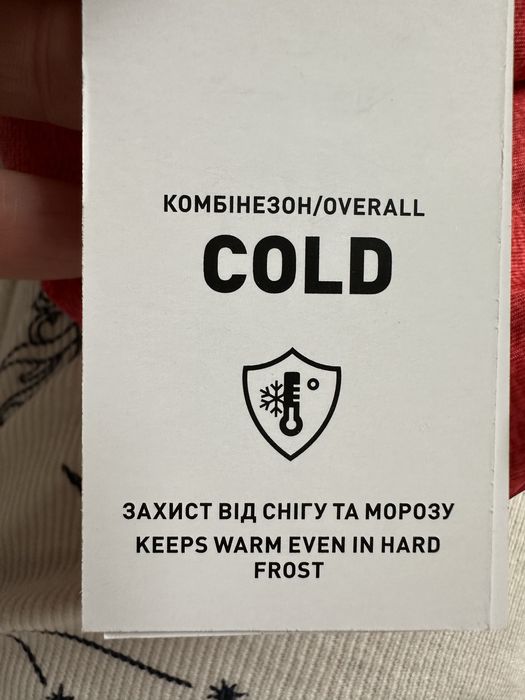 КОМБІНЕЗОН/OVERALL
COLD
ЗАХИСТ ВІД СНІГУ ТА МОРОЗУ
KEEPS WARM EVEN IN HARD
FROST